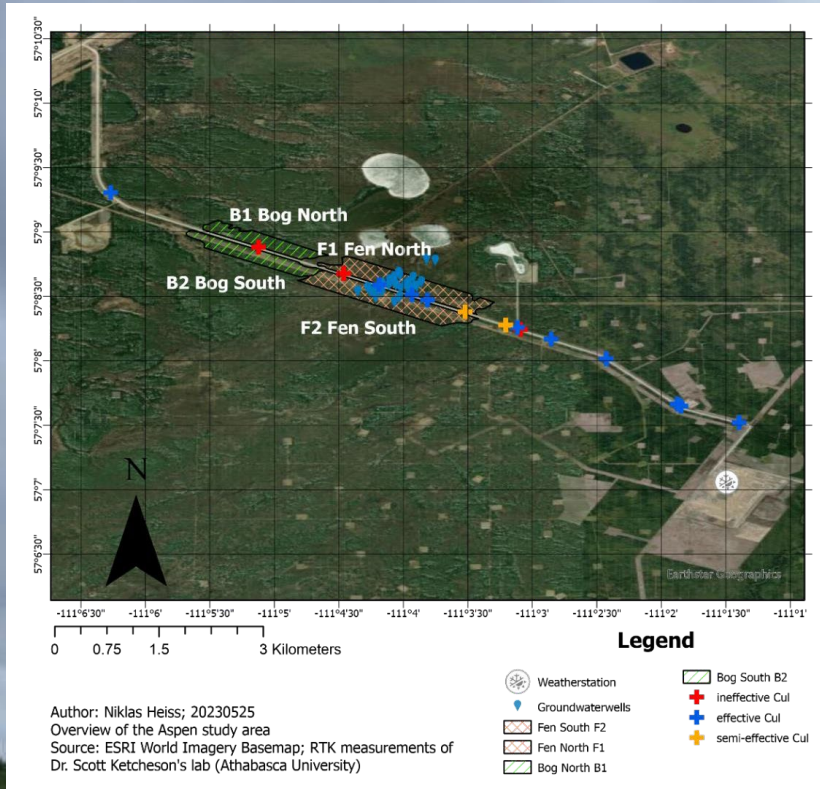 57°10'30"
57°10'
57°9'30"
57°9'
57°8'30"
57°8'
57°7'30"
57°7'
57°6'30"
B1 Bog North
F1 Fen North
B2 Bog South
F2 Fen South
N
Earthstar Geographics
-111°6'30"
-111°6'
-111°5'30"
-111°5'
-111°4'30"
-111°4'
-111°3'30"
-111°3'
-111°2'30"
-111°2'
-111°1'30"
-111°1'
0 0.75 1.5 3 Kilometers
Legend
Weatherstation
Groundwaterwells
Fen South F2
Fen North F1
Bog North B1
Bog South B2
ineffective Cul
effective Cul
semi-effective Cul
Author: Niklas Heiss; 20230525
Overview of the Aspen study area
Source: ESRI World Imagery Basemap; RTK measurements of
Dr. Scott Ketcheson's lab (Athabasca University)